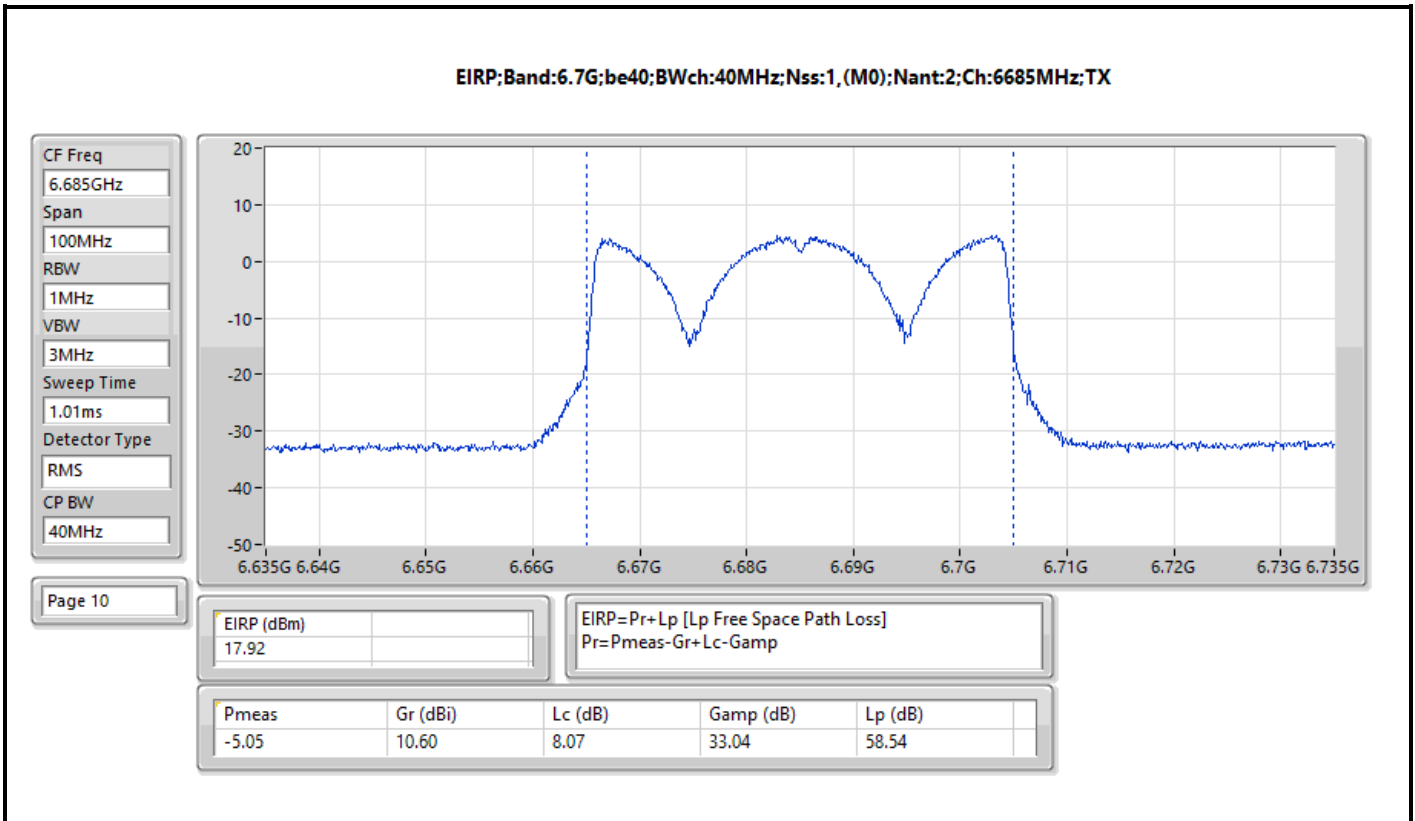 EIRP;Band:6.7G;be40;BWch:40MHz;Nss:1,(M0);Nant:2;Ch:6685MHz;TX
CF Freq
6.685GHz
Span
100MHz
RBW
1MHz
VBW
3MHz
Sweep Time
1.01ms
Detector Type
RMS
CP BW
40MHz
Page 10
20
10
0
-10
-20
-30
-40
-50
6.635G 6.64G 6.65G 6.66G 6.67G 6.68G 6.69G 6.7G 6.71G 6.72G 6.73G 6.735G
EIRP (dBm)
17.92
EIRP=Pr+Lp [Lp Free Space Path Loss]
Pr=Pmeas-Gr+Lc-Gamp
Pmeas Gr (dBi) Lc (dB) Gamp (dB) Lp (dB)
-5.05 10.60 8.07 33.04 58.54